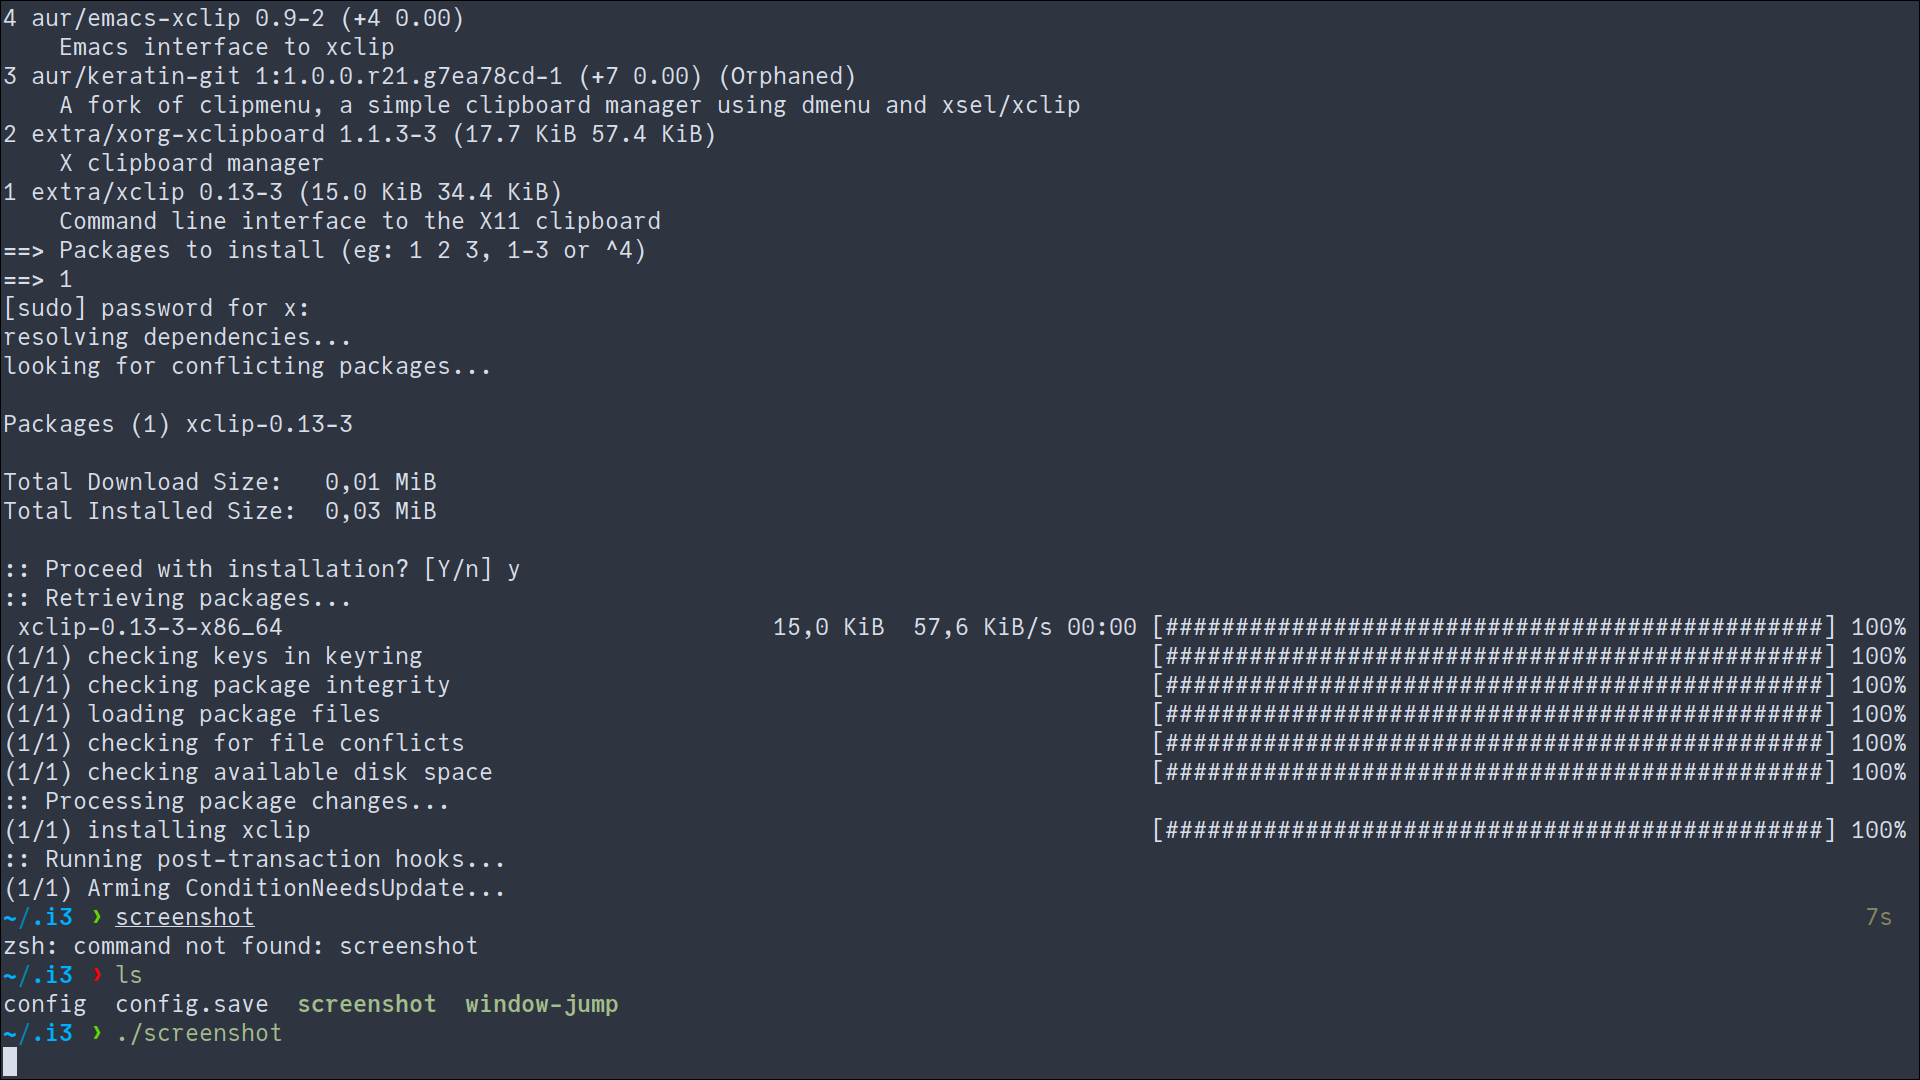 4 aur/emacs-xclip 0.9-2 (+4 0.00)
    Emacs interface to xclip
3 aur/keratin-git 1:1.0.0.r21.g7ea78cd-1 (+7 0.00) (Orphaned)
    A fork of clipmenu, a simple clipboard manager using dmenu and xsel/xclip
2 extra/xorg-xclipboard 1.1.3-3 (17.7 KiB 57.4 KiB)
    X clipboard manager
1 extra/xclip 0.13-3 (15.0 KiB 34.4 KiB)
    Command line interface to the X11 clipboard
==> Packages to install (eg: 1 2 3, 1-3 or ^4)
==> 1
[sudo] password for x:
resolving dependencies...
looking for conflicting packages...

Packages (1) xclip-0.13-3

Total Download Size:   0,01 MiB
Total Installed Size:  0,03 MiB

:: Proceed with installation? [Y/n] y
:: Retrieving packages...
 xclip-0.13-3-x86_64                                   15,0 KiB  57,6 KiB/s 00:00 [###############################################] 100%
(1/1) checking keys in keyring                                                    [###############################################] 100%
(1/1) checking package integrity                                                  [###############################################] 100%
(1/1) loading package files                                                       [###############################################] 100%
(1/1) checking for file conflicts                                                 [###############################################] 100%
(1/1) checking available disk space                                               [###############################################] 100%
:: Processing package changes...
(1/1) installing xclip                                                            [###############################################] 100%
:: Running post-transaction hooks...
(1/1) Arming ConditionNeedsUpdate...
~/.i3 › screenshot                                                                                                                   7s
zsh: command not found: screenshot
~/.i3 › ls
config  config.save  screenshot  window-jump
~/.i3 › ./screenshot